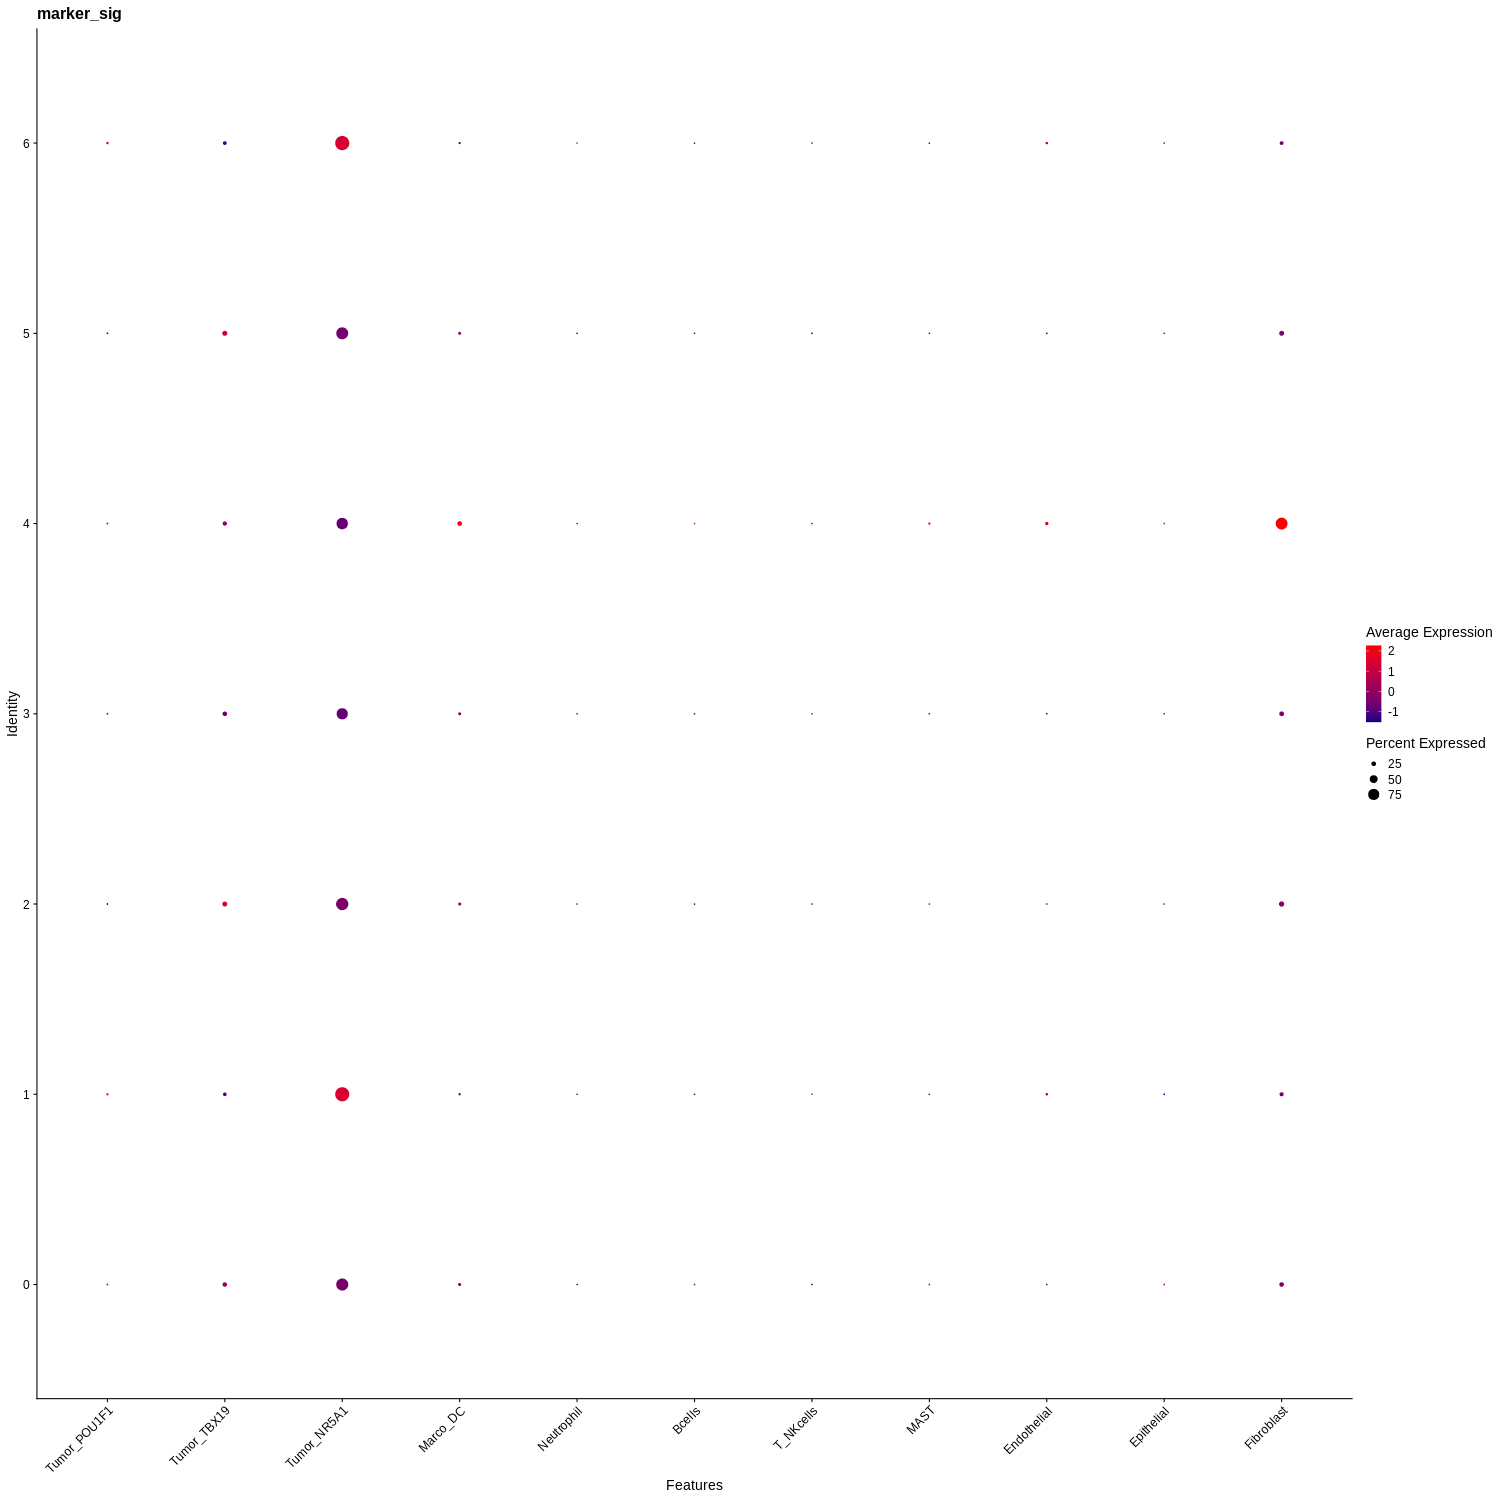 marker_sig
6
5
4
3
2
1
0
Identity
Tumor_POU1F1
Tumor_TBX19
Tumor_NR5A1
Marco_DC
Neutrophil
Bcells
T_NKcells
MAST
Endothelial
Epithelial
Fibroblast
Features
Average Expression
2
1
0
-1
Percent Expressed
25
50
75